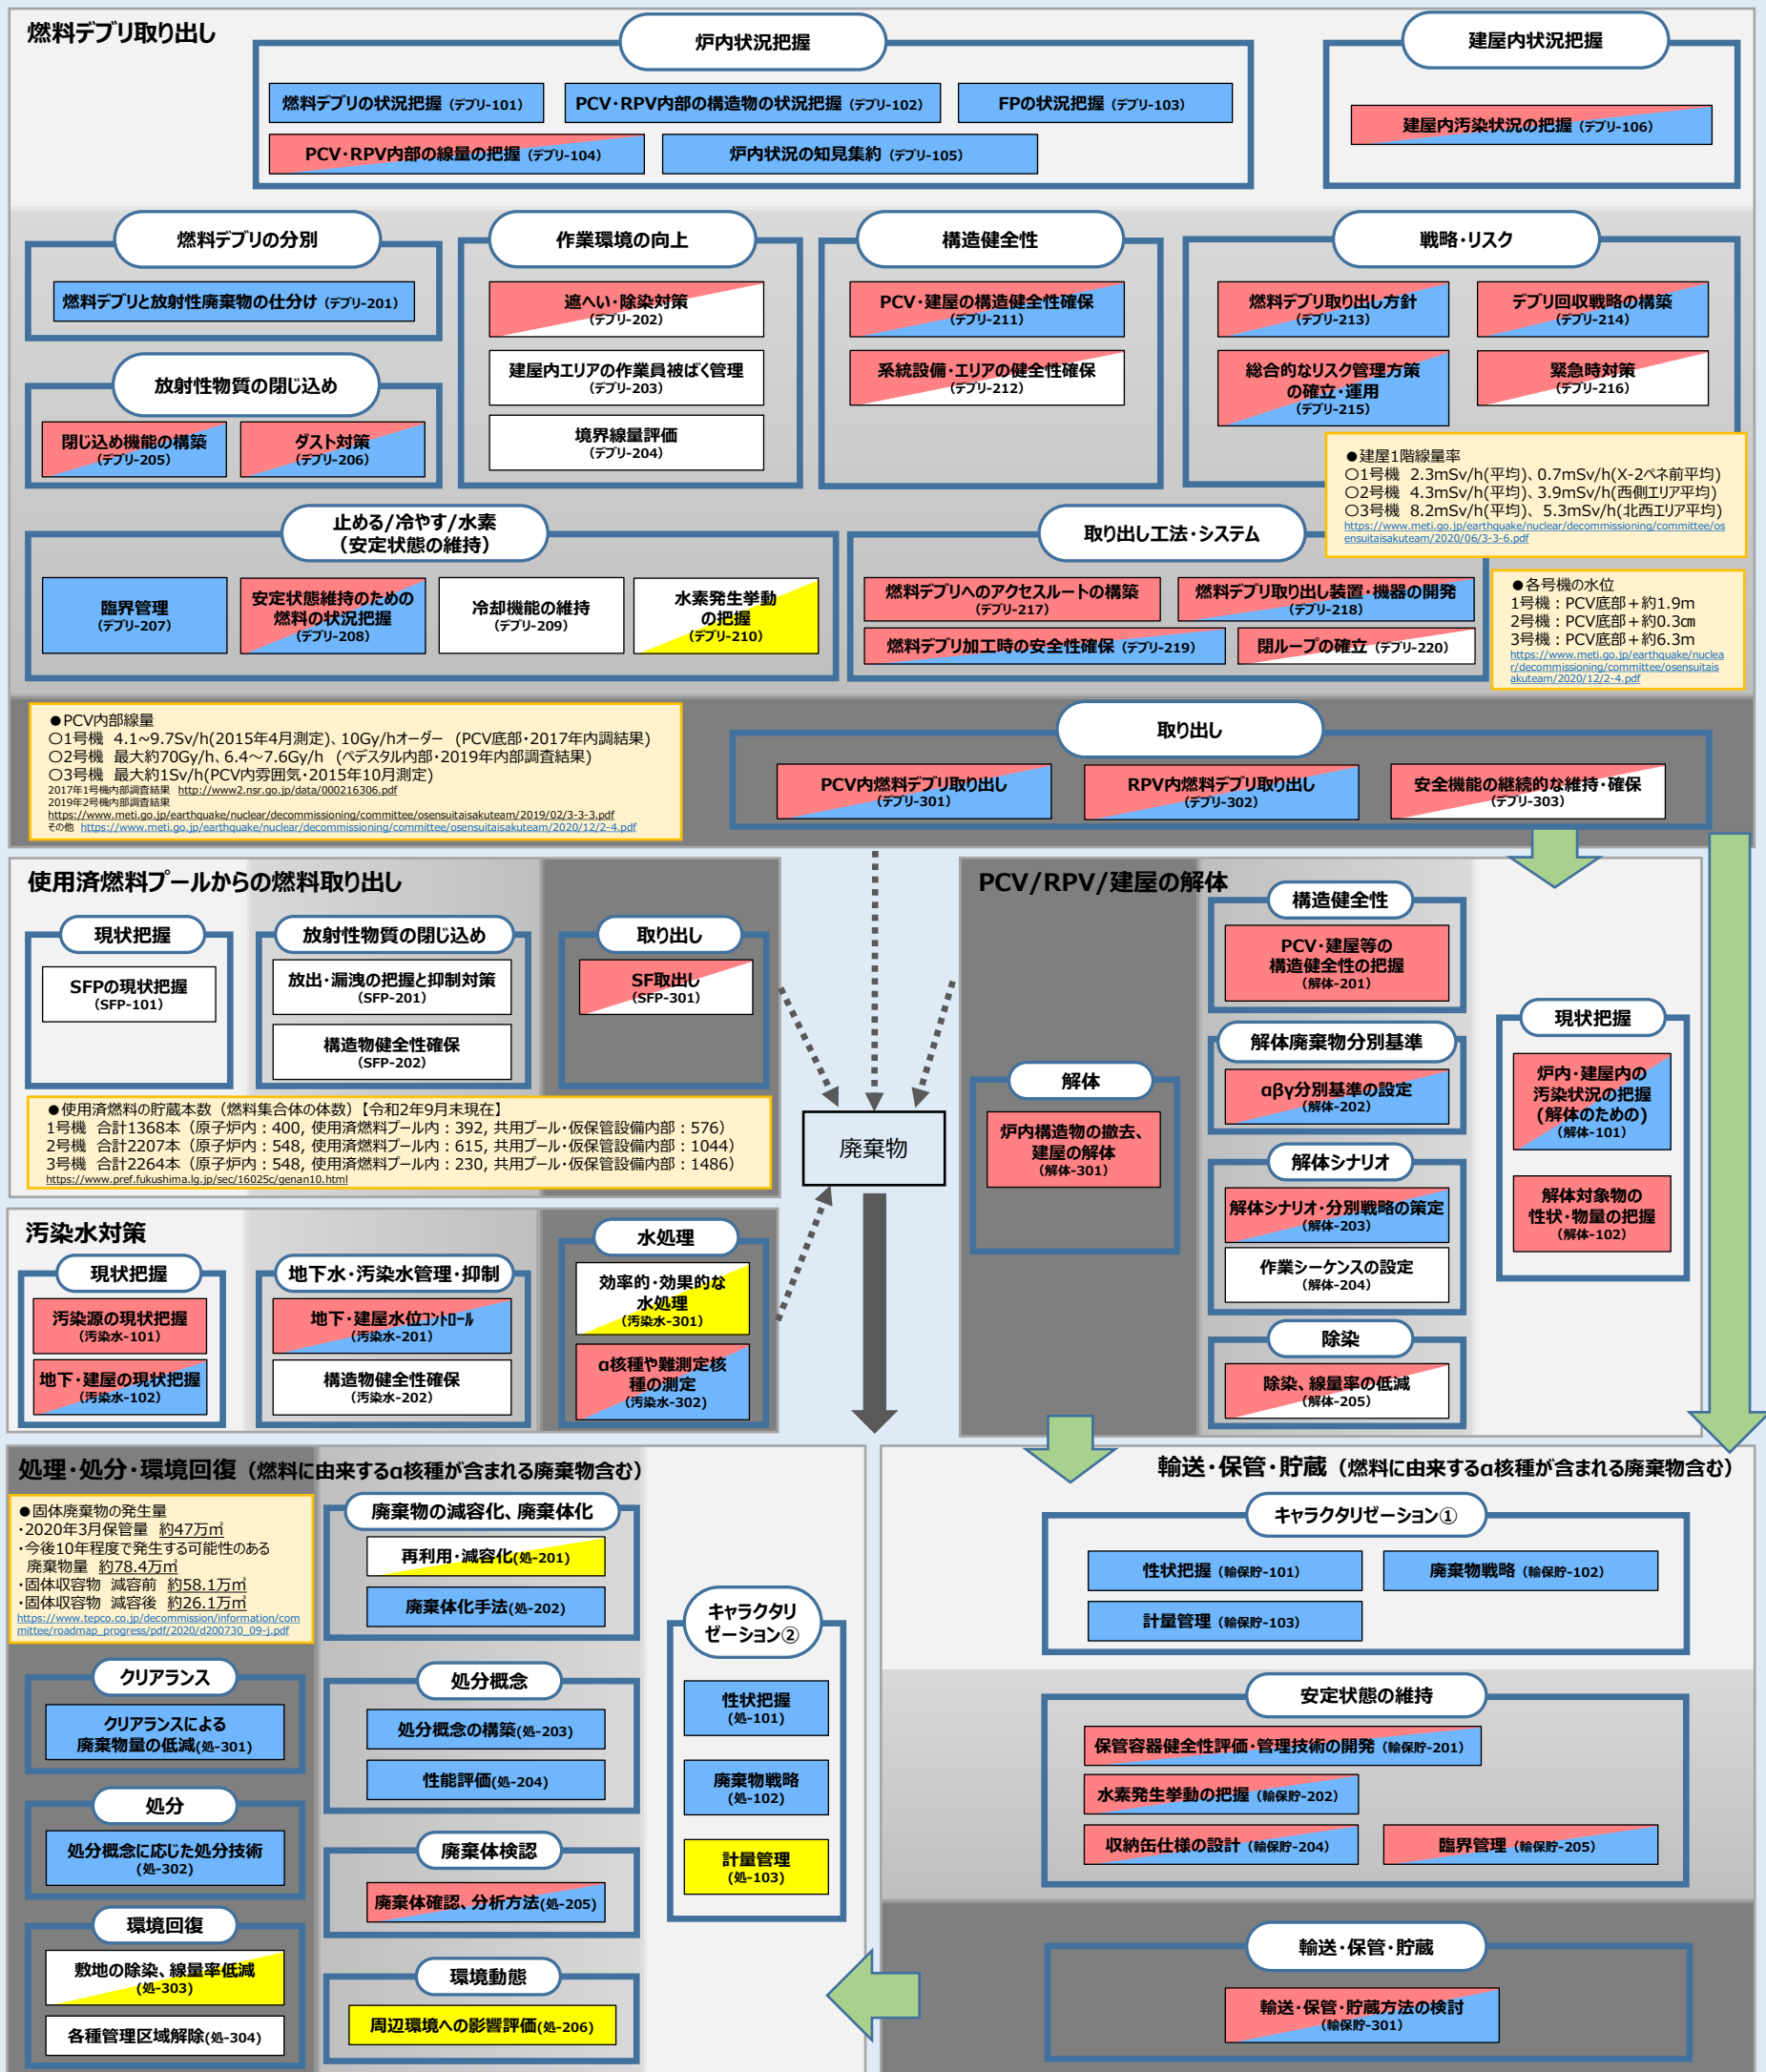 燃料デブリ取り出し
炉内状況把握
燃料デブリの状況把握（デブリ-101）
PCV・RPV内部の構造物の状況把握（デブリ-102）
FPの状況把握（デブリ-103）
PCV・RPV内部の線量の把握（デブリ-104）
炉内状況の知見集約（デブリ-105）
建屋内状況把握
建屋内汚染状況の把握（デブリ-106）
燃料デブリの分別
燃料デブリと放射性廃棄物の仕分け（デブリ-201）
放射性物質の閉じ込め
閉じ込め機能の構築
（デブリ-205）
ダスト対策
（デブリ-206）
作業環境の向上
遮へい・除染対策
（デブリ-202）
建屋内エリアの作業員被ばく管理
（デブリ-203）
境界線量評価
（デブリ-204）
構造健全性
PCV・建屋の構造健全性確保
（デブリ-211）
系統設備・エリアの健全性確保
（デブリ-212）
戦略・リスク
燃料デブリ取り出し方針
（デブリ-213）
デブリ回収戦略の構築
（デブリ-214）
総合的なリスク管理方策
の確立・運用
（デブリ-215）
緊急時対策
（デブリ-216）
●建屋1階線量率
〇1号機 2.3mSv/h(平均)、0.7mSv/h(X-2ペネ前平均)
〇2号機 4.3mSv/h(平均)、3.9mSv/h(西側エリア平均)
〇3号機 8.2mSv/h(平均)、5.3mSv/h(北西エリア平均)
https://www.meti.go.jp/earthquake/nuclear/decommissioning/committee/os
ensuitaisakuteam/2020/06/3-3-6.pdf
止める/冷やす/水素
（安定状態の維持）
臨界管理
（デブリ-207）
安定状態維持のための
燃料の状況把握
（デブリ-208）
冷却機能の維持
（デブリ-209）
水素発生挙動
の把握
（デブリ-210）
取り出し工法・システム
燃料デブリへのアクセスルートの構築
（デブリ-217）
燃料デブリ取り出し装置・機器の開発
（デブリ-218）
燃料デブリ加工時の安全性確保（デブリ-219）
閉ループの確立（デブリ-220）
●各号機の水位
1号機：PCV底部＋約1.9m
2号機：PCV底部＋約0.3㎝
3号機：PCV底部＋約6.3m
https://www.meti.go.jp/earthquake/nuclea
r/decommissioning/committee/osensuitais
akuteam/2020/12/2-4.pdf
●PCV内部線量
〇1号機 4.1~9.7Sv/h(2015年4月測定)、10Gy/hオーダー (PCV底部・2017年内調結果)
〇2号機 最大約70Gy/h、6.4～7.6Gy/h (ペデスタル内部・2019年内部調査結果)
〇3号機 最大約1Sv/h(PCV内雰囲気・2015年10月測定)
2017年1号機内部調査結果 http://www2.nsr.go.jp/data/000216306.pdf
2019年2号機内部調査結果
https://www.meti.go.jp/earthquake/nuclear/decommissioning/committee/osensuitaisakuteam/2019/02/3-3-3.pdf
その他 https://www.meti.go.jp/earthquake/nuclear/decommissioning/committee/osensuitaisakuteam/2020/12/2-4.pdf
取り出し
PCV内燃料デブリ取り出し
（デブリ-301）
RPV内燃料デブリ取り出し
（デブリ-302）
安全機能の継続的な維持・確保
（デブリ-303）
使用済燃料プールからの燃料取り出し
現状把握
SFPの現状把握
（SFP-101）
放射性物質の閉じ込め
放出・漏洩の把握と抑制対策
（SFP-201）
構造物健全性確保
（SFP-202）
取り出し
SF取出し
（SFP-301）
●使用済燃料の貯蔵本数（燃料集合体の体数）【令和2年9月末現在】
1号機 合計1368本（原子炉内：400, 使用済燃料プール内：392, 共用プール・仮保管設備内部：576）
2号機 合計2207本（原子炉内：548, 使用済燃料プール内：615, 共用プール・仮保管設備内部：1044）
3号機 合計2264本（原子炉内：548, 使用済燃料プール内：230, 共用プール・仮保管設備内部：1486）
https://www.pref.fukushima.lg.jp/sec/16025c/genan10.html
廃棄物
PCV/RPV/建屋の解体
解体
炉内構造物の撤去、
建屋の解体
（解体-301）
構造健全性
PCV・建屋等の
構造健全性の把握
（解体-201）
解体廃棄物分別基準
αβγ分別基準の設定
（解体-202）
解体シナリオ
解体シナリオ・分別戦略の策定
（解体-203）
作業シーケンスの設定
（解体-204）
除染
除染、線量率の低減
（解体-205）
現状把握
炉内・建屋内の
汚染状況の把握
(解体のための)
（解体-101）
解体対象物の
性状・物量の把握
（解体-102）
汚染水対策
現状把握
汚染源の現状把握
（汚染水-101）
地下・建屋の現状把握
（汚染水-102）
地下水・汚染水管理・抑制
地下・建屋水位ｺﾝﾄﾛｰﾙ
（汚染水-201）
構造物健全性確保
（汚染水-202）
水処理
効率的・効果的な
水処理
（汚染水-301）
α核種や難測定核
種の測定
（汚染水-302）
処理・処分・環境回復（燃料に由来するα核種が含まれる廃棄物含む）
●固体廃棄物の発生量
・2020年3月保管量 約47万㎥
・今後10年程度で発生する可能性のある
廃棄物量 約78.4万㎥
・固体収容物 減容前 約58.1万㎥
・固体収容物 減容後 約26.1万㎥
https://www.tepco.co.jp/decommission/information/com
mittee/roadmap_progress/pdf/2020/d200730_09-j.pdf
クリアランス
クリアランスによる
廃棄物量の低減(処-301)
処分
処分概念に応じた処分技術
(処-302)
環境回復
敷地の除染、線量率低減
(処-303)
各種管理区域解除(処-304)
廃棄物の減容化、廃棄体化
再利用・減容化(処-201)
廃棄体化手法(処-202)
処分概念
処分概念の構築(処-203)
性能評価(処-204)
廃棄体検認
廃棄体確認、分析方法(処-205)
環境動態
周辺環境への影響評価(処-206)
キャラクタリ
ゼーション②
性状把握
(処-101)
廃棄物戦略
(処-102)
計量管理
(処-103)
輸送・保管・貯蔵（燃料に由来するα核種が含まれる廃棄物含む）
キャラクタリゼーション①
性状把握（輸保貯-101）
廃棄物戦略（輸保貯-102）
計量管理（輸保貯-103）
安定状態の維持
保管容器健全性評価・管理技術の開発（輸保貯-201）
水素発生挙動の把握（輸保貯-202）
収納缶仕様の設計（輸保貯-204）
臨界管理（輸保貯-205）
輸送・保管・貯蔵
輸送・保管・貯蔵方法の検討
（輸保貯-301）